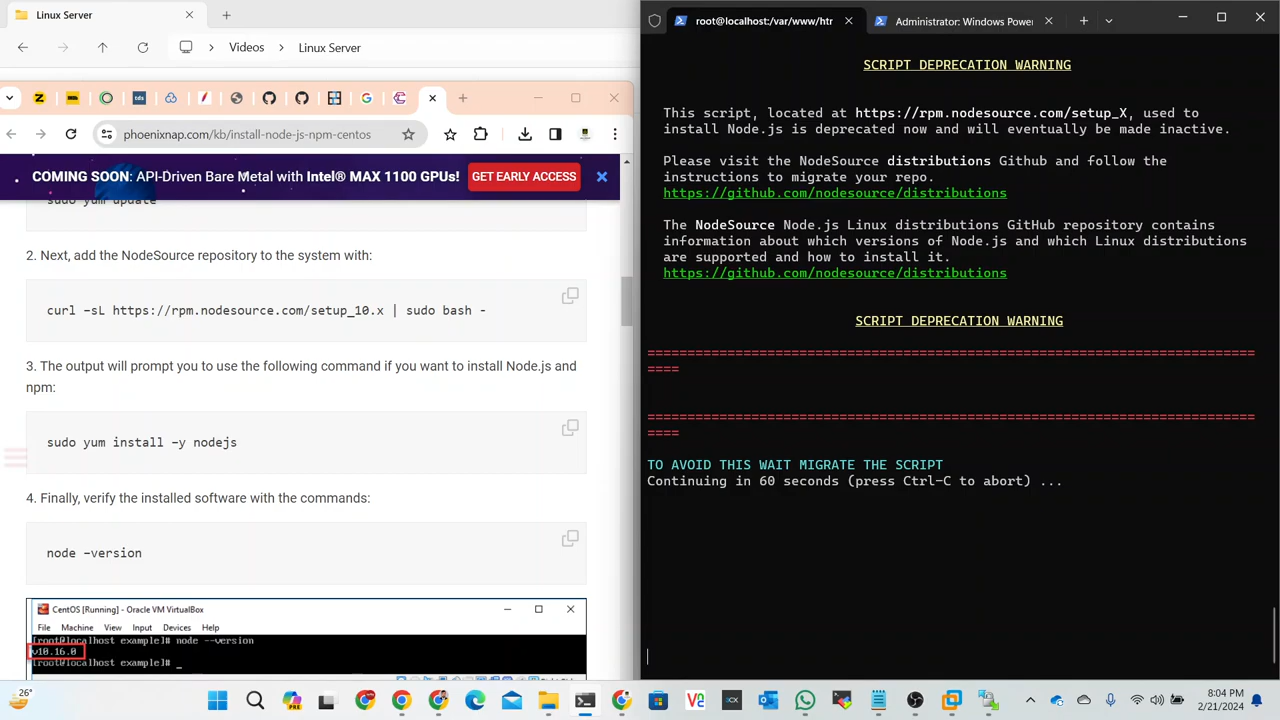 Linux Server
Videos
Linux Server
phoenixnap.com/kb/install-node-js-npm-centos
COMING SOON: API-Driven Bare Metal with Intel® MAX 1100 GPUs!
GET EARLY ACCESS
sudo yum update
2. Next, add the NodeSource repository to the system with:
curl –sL https://rpm.nodesource.com/setup_10.x | sudo bash -
3. The output will prompt you to use the following command if you want to install Node.js and
npm:
sudo yum install –y nodejs
4. Finally, verify the installed software with the commands:
node –version
CentOS [Running] - Oracle VM VirtualBox
File Machine View Input Devices Help
[root@localhost example]# node --version
v10.16.0
[root@localhost example]# _
root@localhost:/var/www/htr
Administrator: Windows Power
SCRIPT DEPRECATION WARNING
This script, located at https://rpm.nodesource.com/setup_X, used to
install Node.js is deprecated now and will eventually be made inactive.
Please visit the NodeSource distributions Github and follow the
instructions to migrate your repo.
https://github.com/nodesource/distributions
The NodeSource Node.js Linux distributions GitHub repository contains
information about which versions of Node.js and which Linux distributions
are supported and how to install it.
https://github.com/nodesource/distributions
SCRIPT DEPRECATION WARNING
============================================================================
====
============================================================================
====
TO AVOID THIS WAIT MIGRATE THE SCRIPT
Continuing in 60 seconds (press Ctrl-C to abort) ...
26°
8:04 PM
2/21/2024